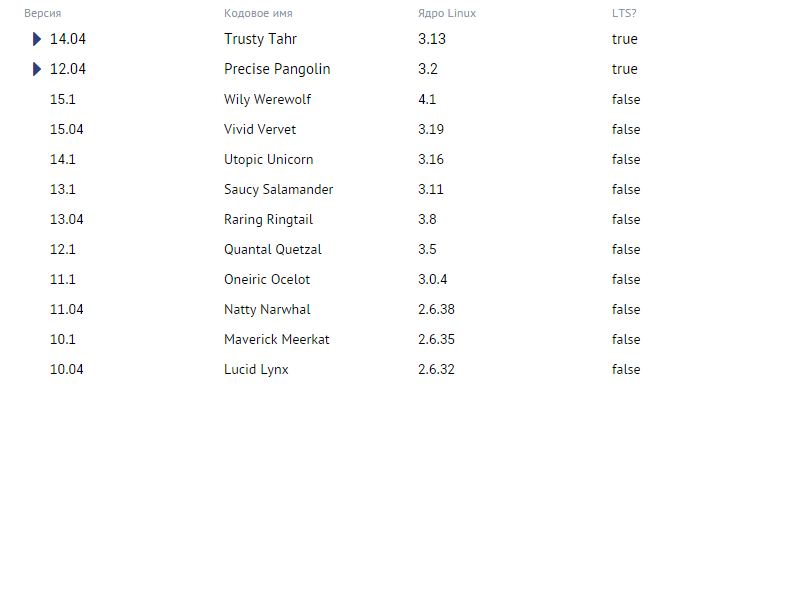 Версия Кодовое имя Ядро Linux LTS?
14.04 Trusty Tahr 3.13 true
12.04 Precise Pangolin 3.2 true
15.1 Wily Werewolf 4.1 false
15.04 Vivid Vervet 3.19 false
14.1 Utopic Unicorn 3.16 false
13.1 Saucy Salamander 3.11 false
13.04 Raring Ringtail 3.8 false
12.1 Quantal Quetzal 3.5 false
11.1 Oneiric Ocelot 3.0.4 false
11.04 Natty Narwhal 2.6.38 false
10.1 Maverick Meerkat 2.6.35 false
10.04 Lucid Lynx 2.6.32 false